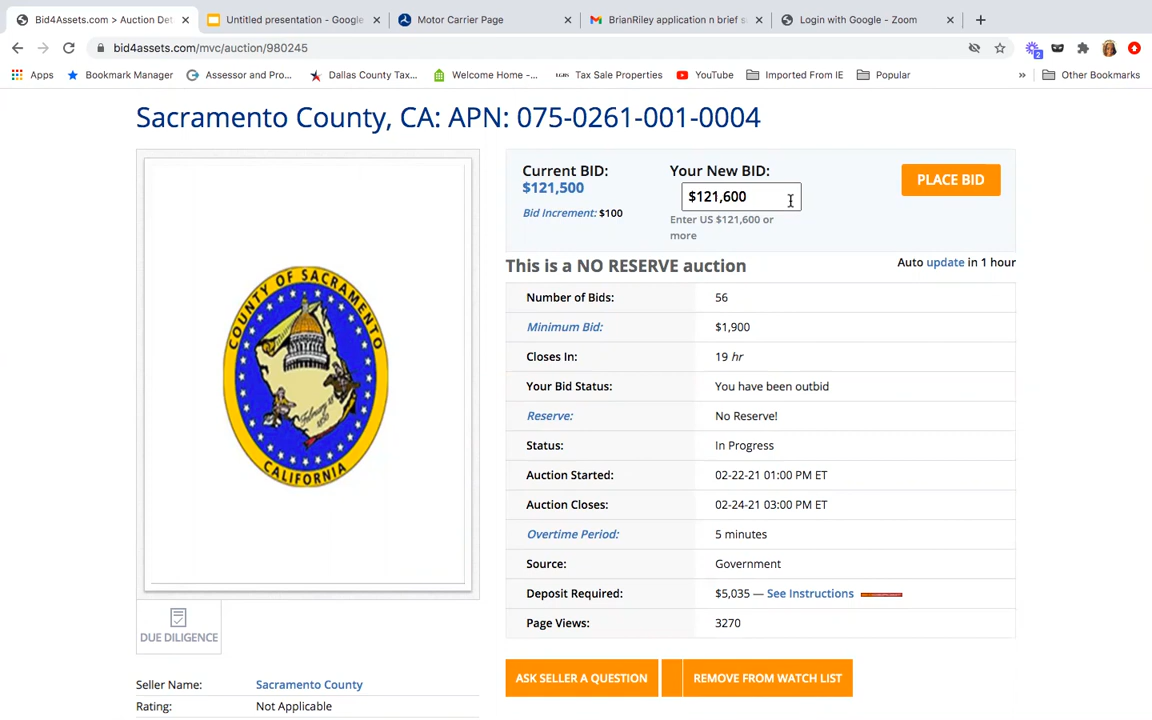 Bid4Assets.com > Auction Det
Untitled presentation - Google
Motor Carrier Page
BrianRiley application n brief s
Login with Google - Zoom
bid4assets.com/mvc/auction/980245
2
Apps
Bookmark Manager
Assessor and Pro...
Dallas County Tax...
Welcome Home -...
LGBS
Tax Sale Properties
YouTube
Imported From IE
Popular
»
Other Bookmarks
Sacramento County, CA: APN: 075-0261-001-0004
COUNTY OF SACRAMENTO
CALIFORNIA
Current BID:
$121,500
Bid Increment: $100
Your New BID:
$121,600
Enter US $121,600 or
more
PLACE BID
This is a NO RESERVE auction
Auto update in 1 hour
Number of Bids: 56
Minimum Bid: $1,900
Closes In: 19 hr
Your Bid Status: You have been outbid
Reserve: No Reserve!
Status: In Progress
Auction Started: 02-22-21 01:00 PM ET
Auction Closes: 02-24-21 03:00 PM ET
Overtime Period: 5 minutes
Source: Government
Deposit Required: $5,035 — See Instructions
Page Views: 3270
DUE DILIGENCE
ASK SELLER A QUESTION
REMOVE FROM WATCH LIST
Seller Name: Sacramento County
Rating: Not Applicable